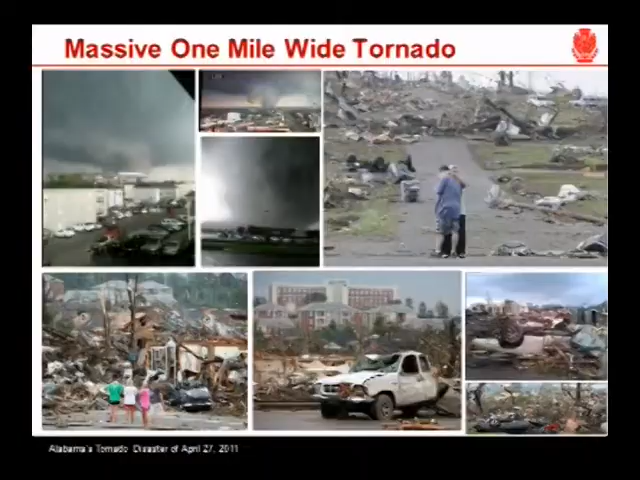 Massive One Mile Wide Tornado
Alabama's Tornado Disaster of April 27, 2011